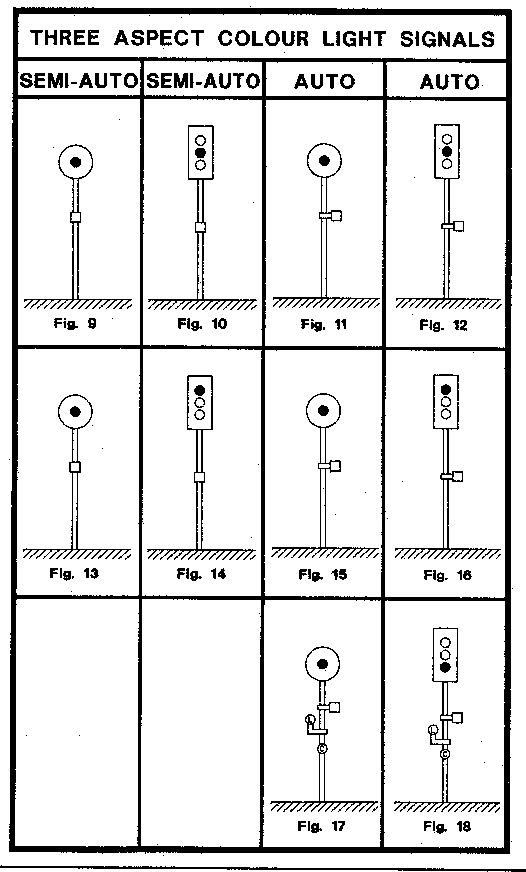 THREE ASPECT COLOUR LIGHT SIGNALS
SEMI-AUTO SEMI-AUTO AUTO AUTO
Fig. 9 Fig. 10 Fig. 11 Fig. 12
Fig. 13 Fig. 14 Fig. 15 Fig. 16
C C
Fig. 17 Fig. 18